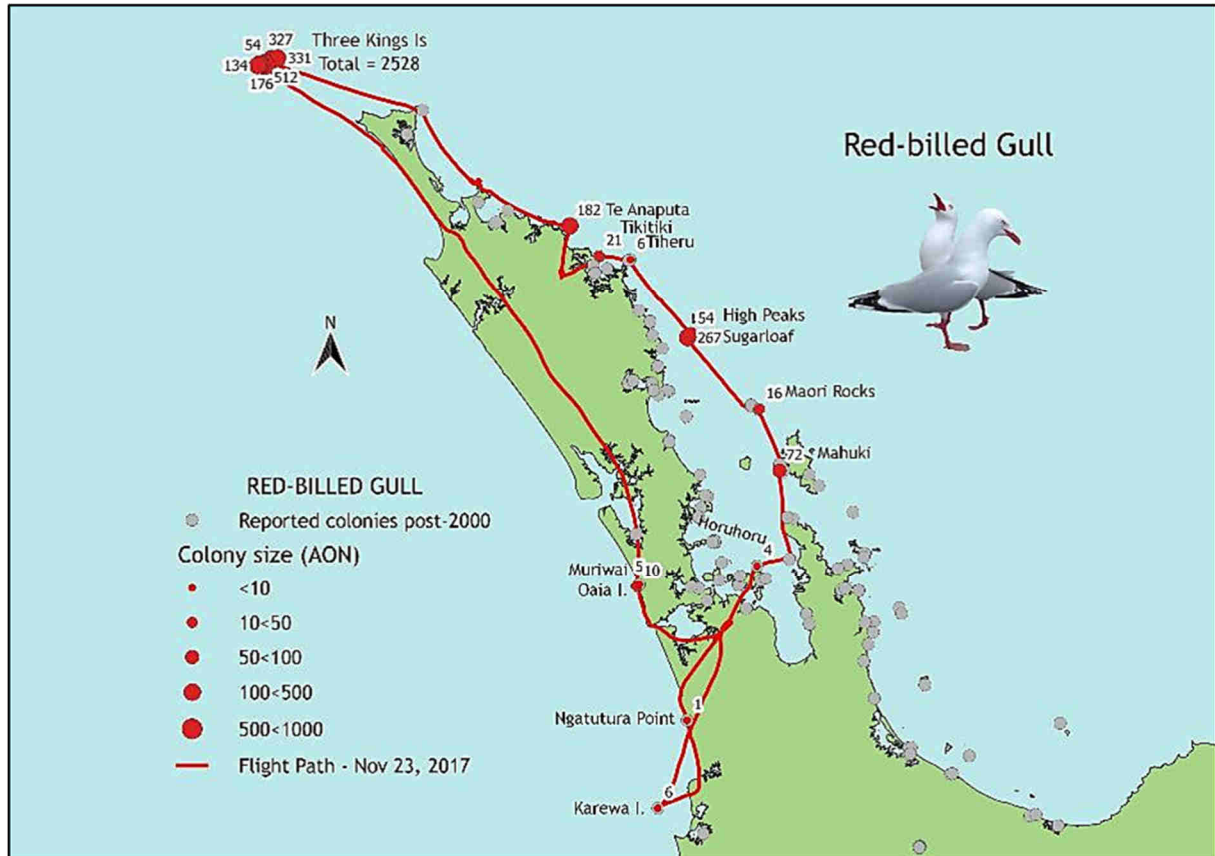 54 327 Three Kings Is
134 331 Total = 2528
176 512
Red-billed Gull
182 Te Anaputa
Tikitiki
21 6 Tiheru
N
54 High Peaks
267 Sugarloaf
16 Maori Rocks
72 Mahuki
Horuhoru
4
Muriwai 5 10
Oaia I.
RED-BILLED GULL
Reported colonies post-2000
Colony size (AON)
<10
10<50
50<100
100<500
500<1000
Flight Path - Nov 23, 2017
1
Ngatutura Point
6
Karewa I.